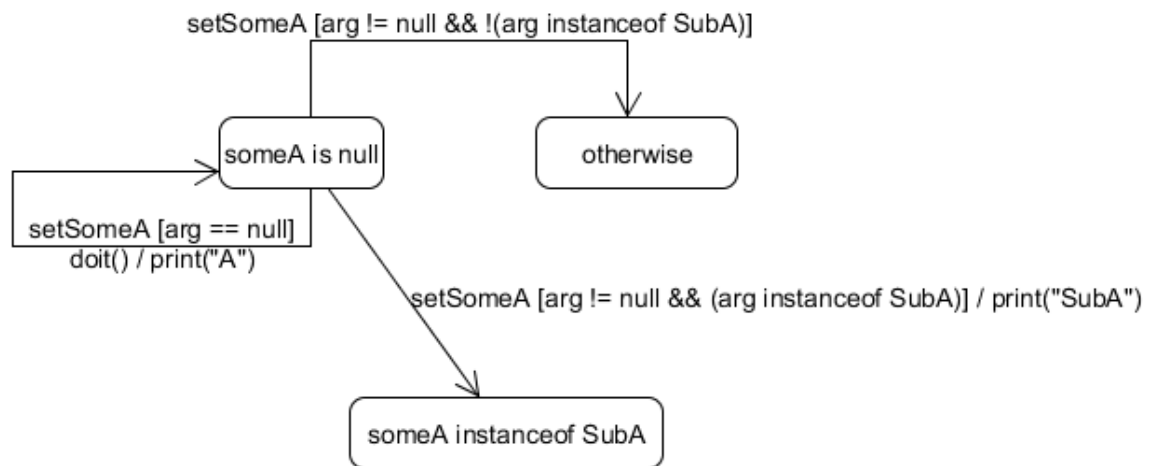 setSomeA [arg != null && !(arg instanceof SubA)]
someA is null
otherwise
setSomeA [arg == null]
doit() / print("A")
setSomeA [arg != null && (arg instanceof SubA)] / print("SubA")
someA instanceof SubA